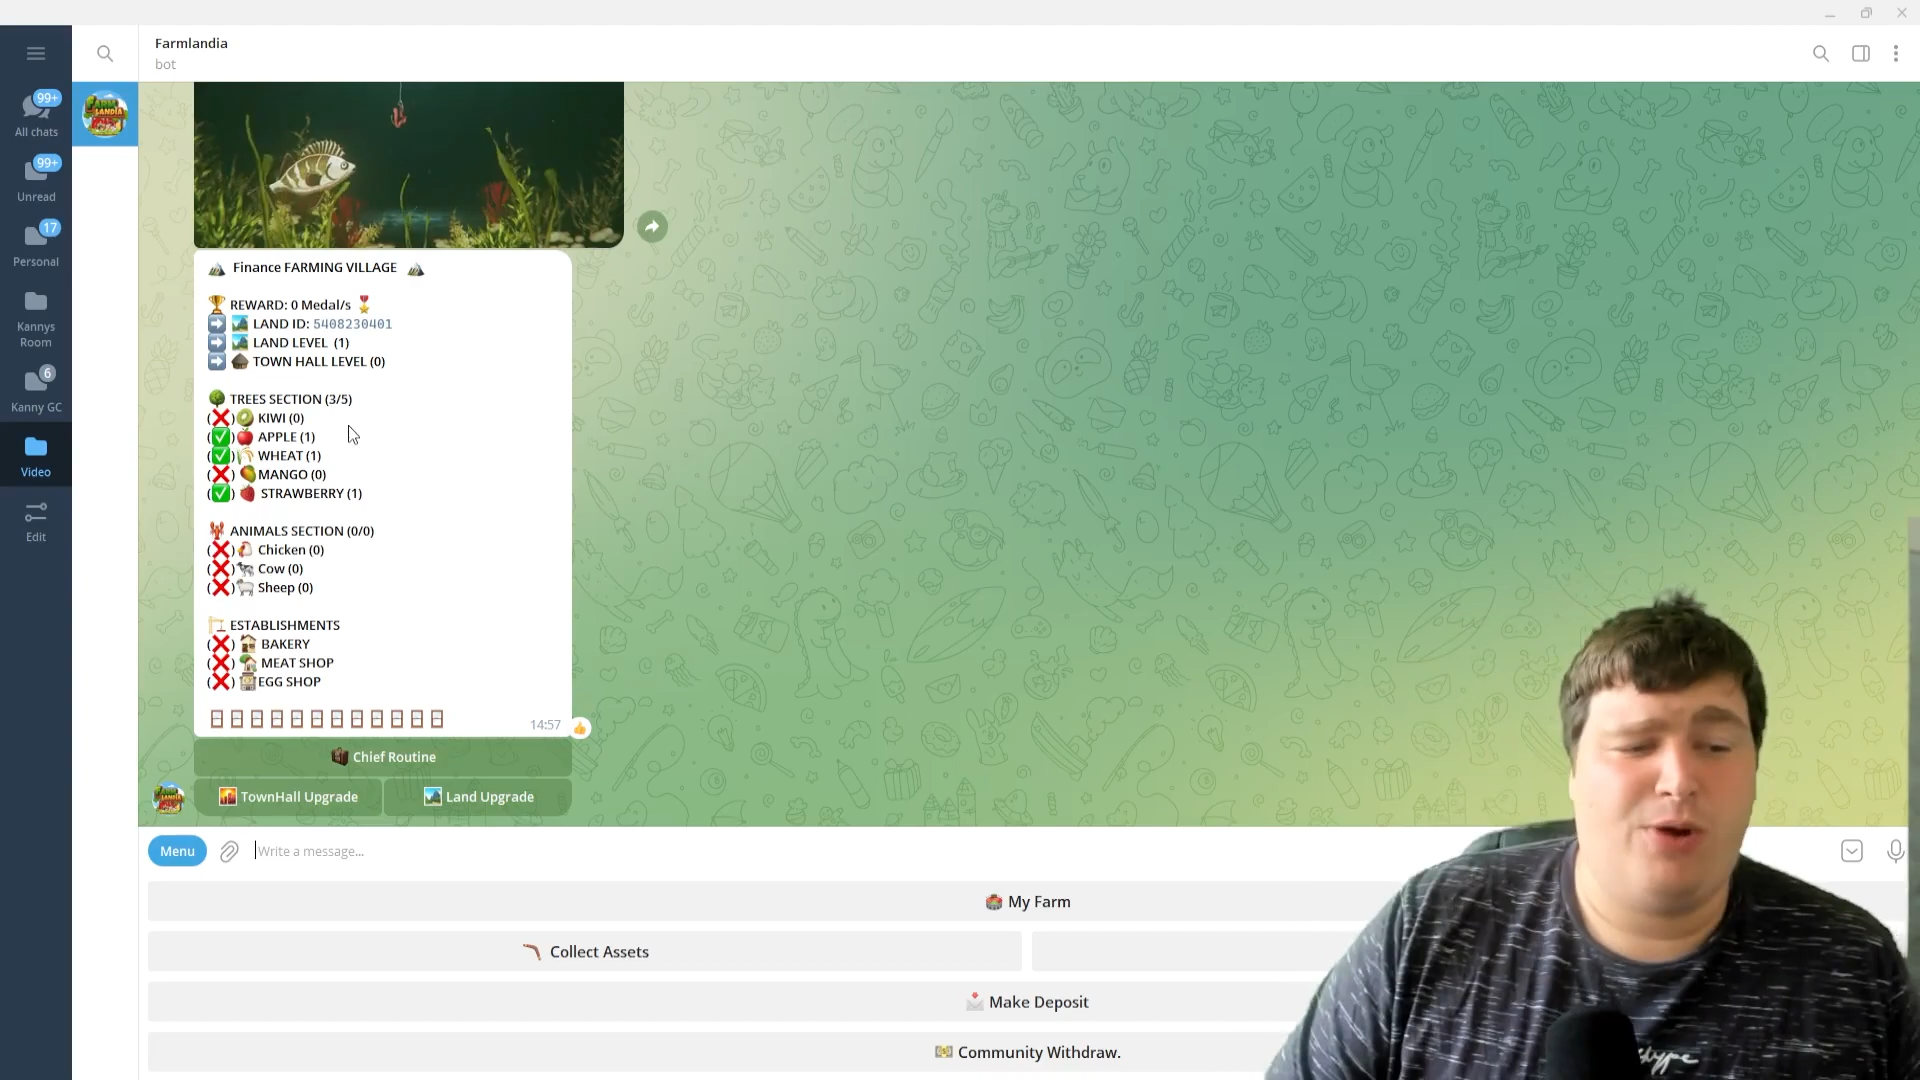 Farmlandia
bot
99+
All chats
99+
Unread
17
Personal
Kannys
Room
6
Kanny GC
Video
Edit
FARM
LANDIA
Finance FARMING VILLAGE
REWARD: 0 Medal/s
LAND ID: 5408230401
LAND LEVEL (1)
TOWN HALL LEVEL (0)
TREES SECTION (3/5)
(❌) KIWI (0)
(✅) APPLE (1)
(✅) WHEAT (1)
(❌) MANGO (0)
(✅) STRAWBERRY (1)
ANIMALS SECTION (0/0)
(❌) Chicken (0)
(❌) Cow (0)
(❌) Sheep (0)
ESTABLISHMENTS
(❌) BAKERY
(❌) MEAT SHOP
(❌) EGG SHOP
14:57
Chief Routine
TownHall Upgrade
Land Upgrade
Menu
Write a message...
My Farm
Collect Assets
Make Deposit
Community Withdraw.